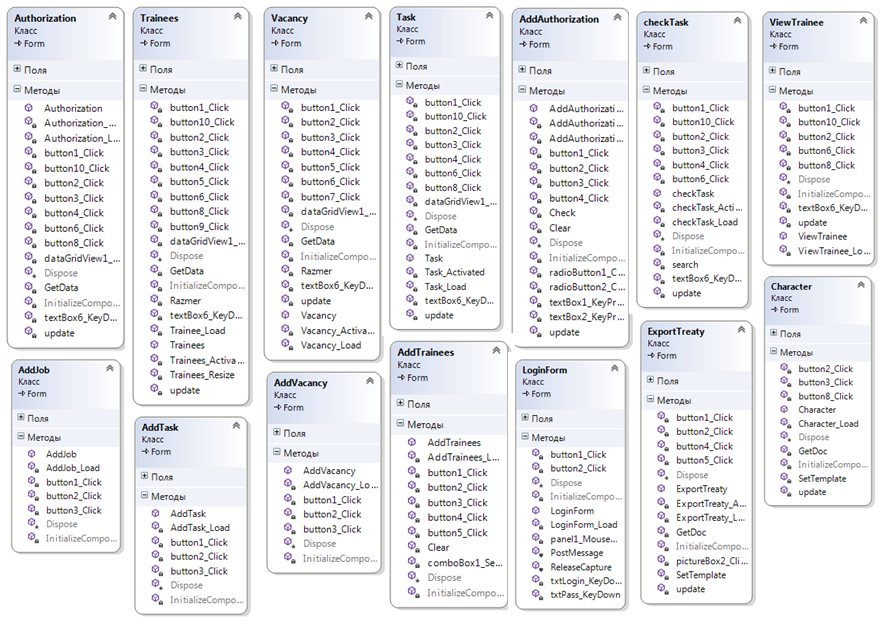 Authorization
Класс
Form
Поля
Методы
Authorization
Authorization_...
Authorization_L...
button1_Click
button10_Click
button2_Click
button3_Click
button4_Click
button6_Click
button8_Click
dataGridView1_...
Dispose
GetData
InitializeCompo...
textBox6_KeyD...
update
Trainees
Класс
Form
Поля
Методы
button1_Click
button10_Click
button2_Click
button3_Click
button4_Click
button5_Click
button6_Click
button8_Click
button9_Click
dataGridView1_...
Dispose
GetData
InitializeCompo...
Razmer
textBox6_KeyD...
Trainee_Load
Trainees
Trainees_Activa...
Trainees_Resize
update
Vacancy
Класс
Form
Поля
Методы
button1_Click
button2_Click
button3_Click
button4_Click
button5_Click
button6_Click
button7_Click
dataGridView1_...
Dispose
GetData
InitializeCompo...
Razmer
textBox6_KeyD...
update
Vacancy
Vacancy_Activa...
Vacancy_Load
Task
Класс
Form
Поля
Методы
button1_Click
button10_Click
button2_Click
button3_Click
button4_Click
button6_Click
button8_Click
dataGridView1_...
Dispose
GetData
InitializeCompo...
Task
Task_Activated
Task_Load
textBox6_KeyD...
update
AddAuthorization
Класс
Form
Поля
Методы
AddAuthorizati...
AddAuthorizati...
AddAuthorizati...
button1_Click
button2_Click
button3_Click
button4_Click
Check
Clear
Dispose
InitializeCompo...
radioButton1_C...
radioButton2_C...
textBox1_KeyPr...
textBox2_KeyPr...
update
checkTask
Класс
Form
Поля
Методы
button1_Click
button10_Click
button2_Click
button3_Click
button4_Click
button6_Click
checkTask
checkTask_Acti...
checkTask_Load
Dispose
InitializeCompo...
search
textBox6_KeyD...
update
ViewTrainee
Класс
Form
Поля
Методы
button1_Click
button10_Click
button2_Click
button6_Click
button8_Click
Dispose
InitializeCompo...
textBox6_KeyD...
update
ViewTrainee
ViewTrainee_Lo...
AddJob
Класс
Form
Поля
Методы
AddJob
AddJob_Load
button1_Click
button2_Click
button3_Click
Dispose
InitializeCompo...
AddTask
Класс
Form
Поля
Методы
AddTask
AddTask_Load
button1_Click
button2_Click
button3_Click
Dispose
InitializeCompo...
AddVacancy
Класс
Form
Поля
Методы
AddVacancy
AddVacancy_Lo...
button1_Click
button2_Click
button3_Click
Dispose
InitializeCompo...
AddTrainees
Класс
Form
Поля
Методы
AddTrainees
AddTrainees_L...
button1_Click
button2_Click
button3_Click
button4_Click
button5_Click
Clear
comboBox1_Se...
Dispose
InitializeCompo...
LoginForm
Класс
Form
Поля
Методы
button1_Click
button2_Click
Dispose
InitializeCompo...
LoginForm
LoginForm_Load
panel1_Mouse...
PostMessage
ReleaseCapture
txtLogin_KeyDo...
txtPass_KeyDown
ExportTreaty
Класс
Form
Поля
Методы
button1_Click
button2_Click
button4_Click
button5_Click
Dispose
ExportTreaty
ExportTreaty_A...
ExportTreaty_L...
GetDoc
InitializeCompo...
pictureBox2_Cli...
SetTemplate
update
Character
Класс
Form
Поля
Методы
button2_Click
button3_Click
button8_Click
Character
Character_Load
Dispose
GetDoc
InitializeCompo...
SetTemplate
update